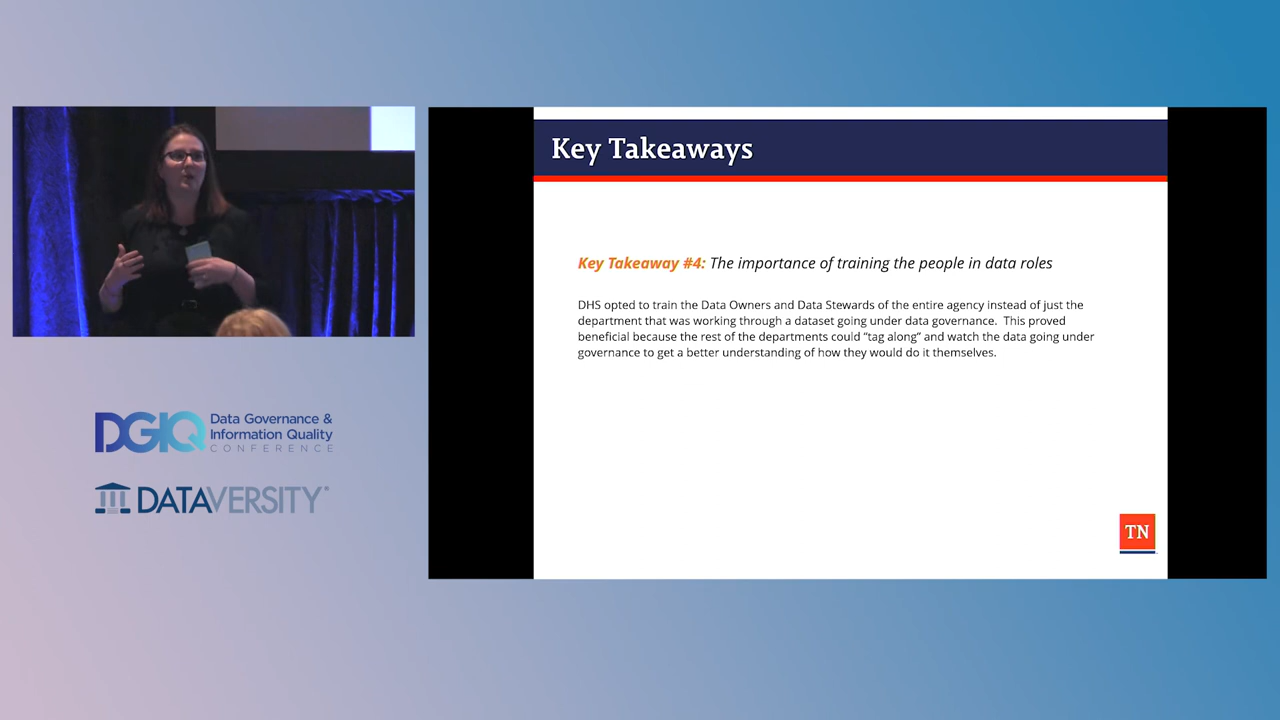 Key Takeaways
Key Takeaway #4: The importance of training the people in data roles
DHS opted to train the Data Owners and Data Stewards of the entire agency instead of just the
department that was working through a dataset going under data governance.  This proved
beneficial because the rest of the departments could “tag along” and watch the data going under
governance to get a better understanding of how they would do it themselves.
TN
DGIQ
Data Governance &
Information Quality
CONFERENCE
DATAVERSITY